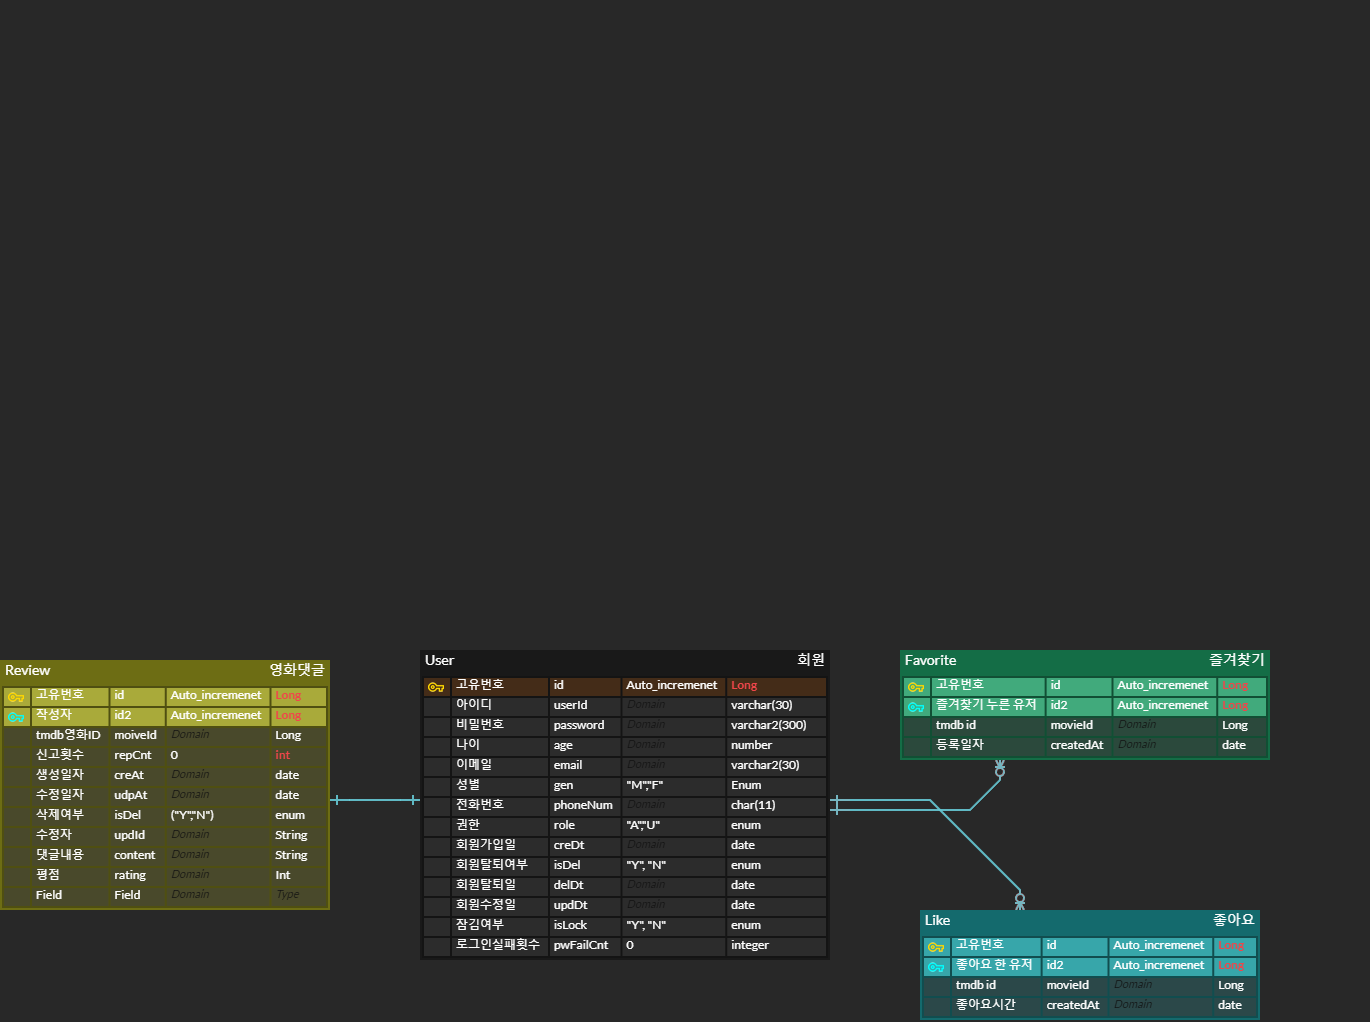 Review 영화댓글
고유번호 id Auto_incremenet Long
작성자 id2 Auto_incremenet Long
tmdb영화ID moiveId Domain Long
신고횟수 repCnt 0 int
생성일자 creAt Domain date
수정일자 udpAt Domain date
삭제여부 isDel ("Y","N") enum
수정자 updId Domain String
댓글내용 content Domain String
평점 rating Domain Int
Field Field Domain Type
User 회원
고유번호 id Auto_incremenet Long
아이디 userId Domain varchar(30)
비밀번호 password Domain varchar2(300)
나이 age Domain number
이메일 email Domain varchar2(30)
성별 gen "M","F" Enum
전화번호 phoneNum Domain char(11)
권한 role "A","U" enum
회원가입일 creDt Domain date
회원탈퇴여부 isDel "Y", "N" enum
회원탈퇴일 delDt Domain date
회원수정일 updDt Domain date
잠김여부 isLock "Y", "N" enum
로그인실패횟수 pwFailCnt 0 integer
Favorite 즐겨찾기
고유번호 id Auto_incremenet Long
즐겨찾기 누른 유저 id2 Auto_incremenet Long
tmdb id movieId Domain Long
등록일자 createdAt Domain date
Like 좋아요
고유번호 id Auto_incremenet Long
좋아요 한 유저 id2 Auto_incremenet Long
tmdb id movieId Domain Long
좋아요시간 createdAt Domain date